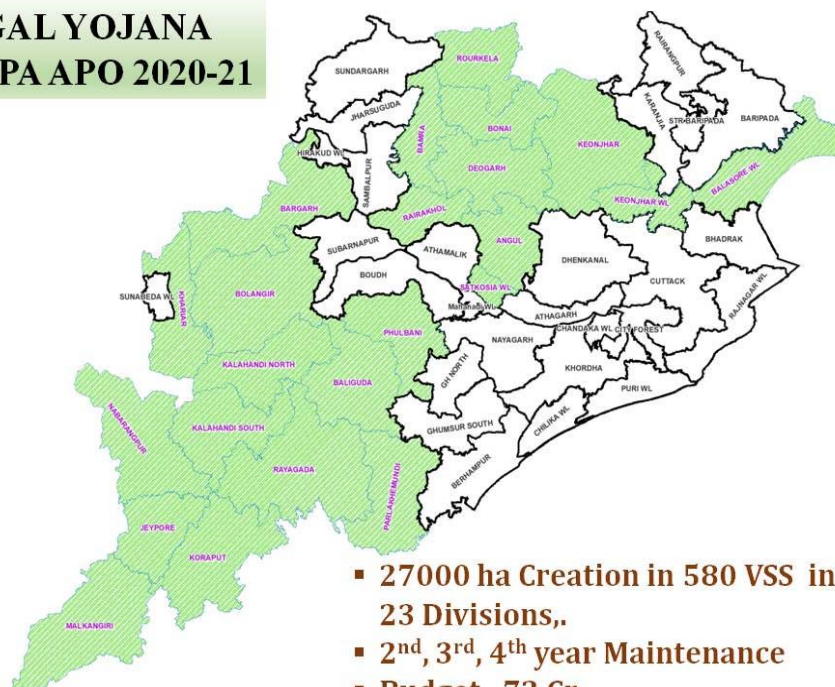 GAL YOJANA
PA APO 2020-21
SUNDARGARH
ROURKELA
RAIRANGPUR
JHARSUGUDA
KARANJIA
STR BARIPADA
BARIPADA
BAMRA
BONAI
KEONJHAR
HIRAKUD WL
SAMBALPUR
DEOGARH
BALASORE WL
KEONJHAR WL
BARGARH
RAIRAKHOL
SUBARNAPUR
ATHAMALIK
ANGUL
BHADRAK
DHENKANAL
BOUDH
CUTTACK
SUNABEDA WL
KHARIAR
BOLANGIR
SATKOSIA WL
RAJNAGAR WL
Mahanadi WL
ATHAGARH
PHULBANI
NAYAGARH
CHANDAKA WL
CITY FOREST
KALAHANDI NORTH
GH NORTH
KHORDHA
BALIGUDA
PURI WL
NABARANGPUR
KALAHANDI SOUTH
GHUMSUR SOUTH
CHILIKA WL
RAYAGADA
BERHAMPUR
PARLAKHEMUNDI
JEYPORE
KORAPUT
MALKANGIRI
▪ 27000 ha Creation in 580 VSS in
23 Divisions,.
▪ 2nd, 3rd, 4th year Maintenance